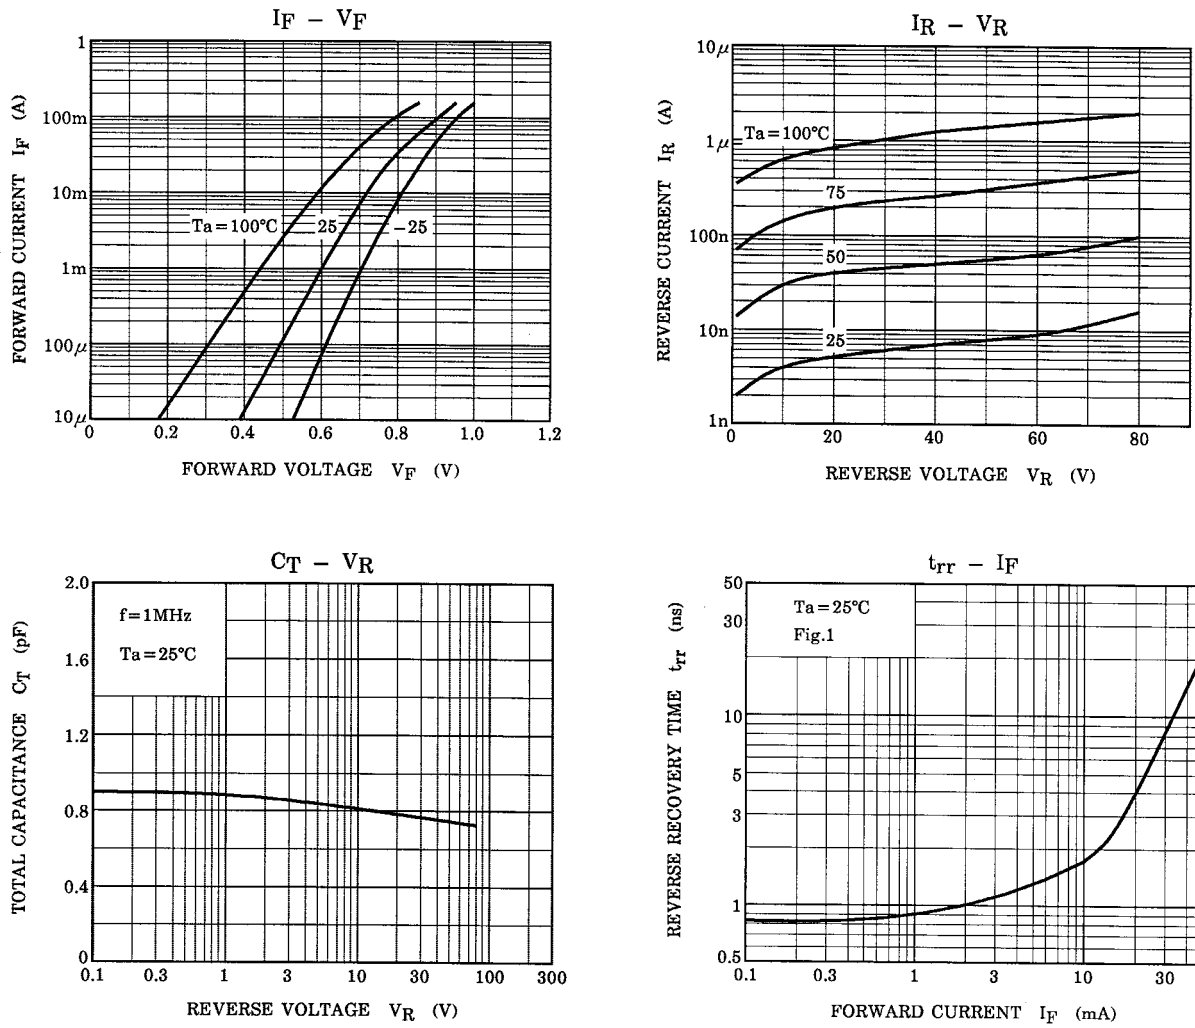 IF – VF
FORWARD CURRENT IF (A)
1
100m
10m
1m
100μ
10μ
Ta=100°C
25
−25
0
0.2
0.4
0.6
0.8
1.0
1.2
FORWARD VOLTAGE VF (V)
IR – VR
REVERSE CURRENT IR (A)
10μ
1μ
100n
10n
1n
Ta=100°C
75
50
25
0
20
40
60
80
REVERSE VOLTAGE VR (V)
CT – VR
TOTAL CAPACITANCE CT (pF)
2.0
1.6
1.2
0.8
0.4
0
f=1MHz
Ta=25°C
0.1
0.3
1
3
10
30
100
300
REVERSE VOLTAGE VR (V)
trr – IF
REVERSE RECOVERY TIME trr (ns)
50
30
10
5
3
1
0.5
Ta=25°C
Fig.1
0.1
0.3
1
3
10
30
FORWARD CURRENT IF (mA)